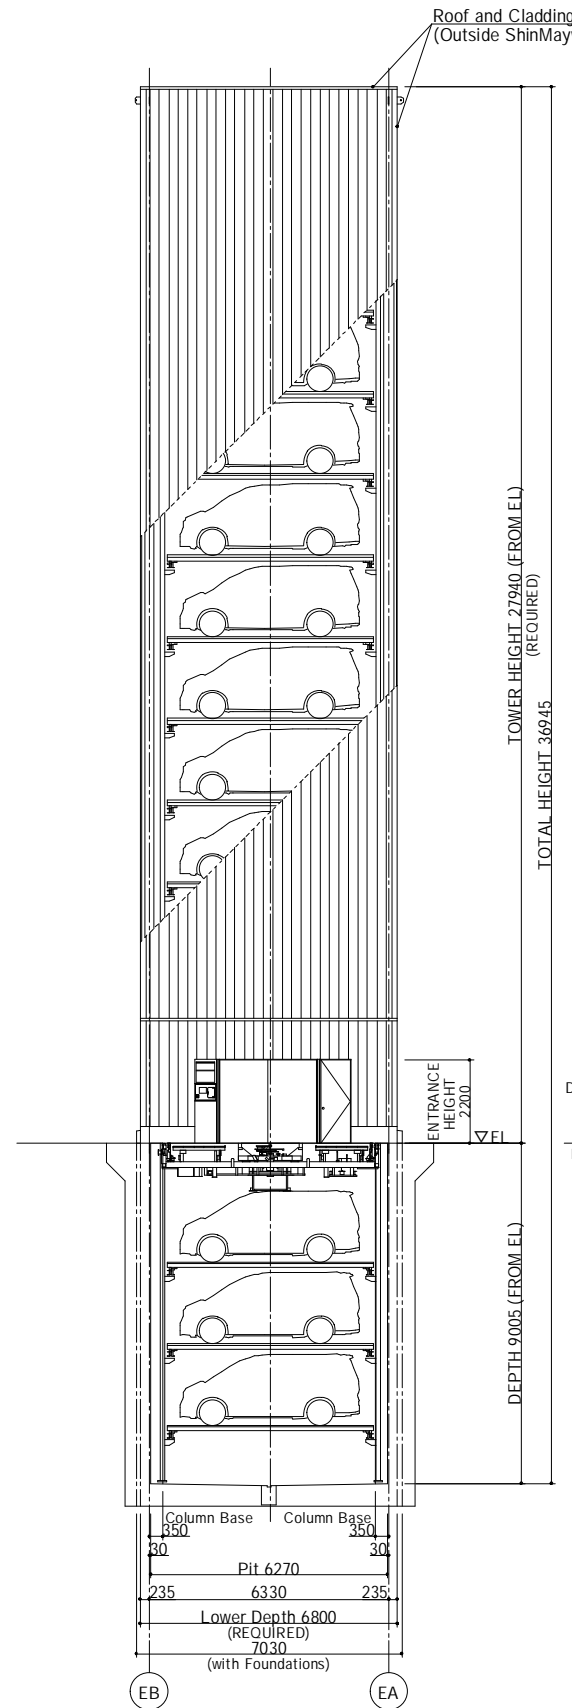 Roof and Cladding
(Outside
TOWER HEIGHT 27940 (FROM EL)
(REQUIRED)
TOTAL HEIGHT 36945
ENTRANCE
HEIGHT
2200
▽EL
DEPTH 9005 (FROM EL)
Column Base Column Base
350 350
30 30
Pit 6270
235 6330 235
Lower Depth 6800
(REQUIRED)
7030
(with Foundations)
EB EA